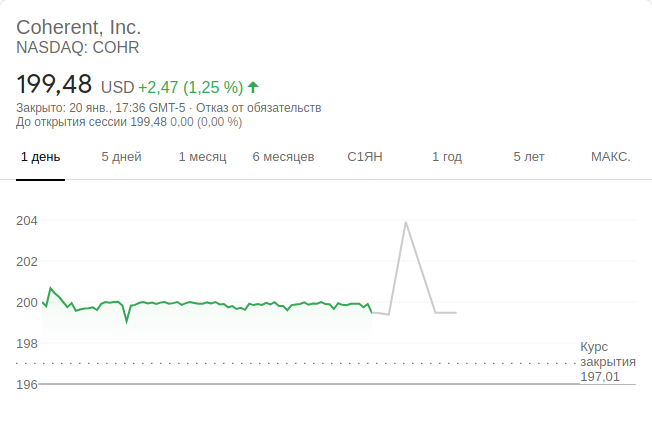 Coherent, Inc.
NASDAQ: COHR
199,48 USD +2,47 (1,25 %)
Закрыто: 20 янв., 17:36 GMT-5 · Отказ от обязательств
До открытия сессии 199,48 0,00 (0,00 %)
1 день 5 дней 1 месяц 6 месяцев С1ЯН 1 год 5 лет МАКС.
204
202
200
198
Курс
закрытия
197,01
196